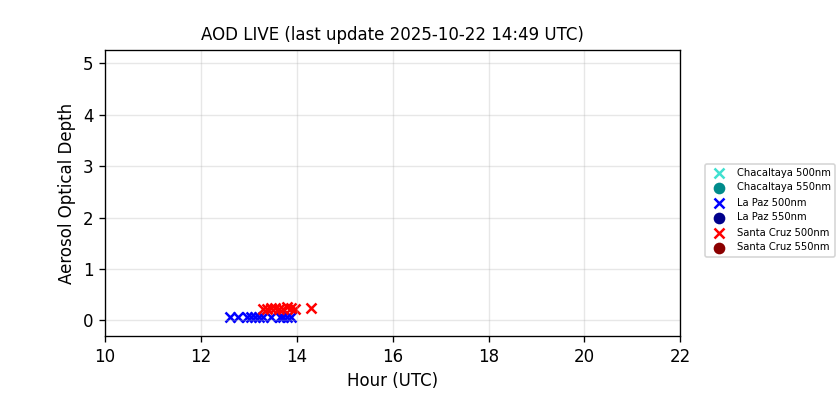 AOD LIVE (last update 2025-10-22 14:49 UTC)
Aerosol Optical Depth
5
4
3
2
1
0
10 12 14 16 18 20 22
Hour (UTC)
Chacaltaya 500nm
Chacaltaya 550nm
La Paz 500nm
La Paz 550nm
Santa Cruz 500nm
Santa Cruz 550nm